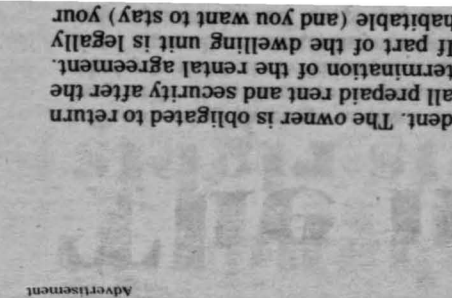 Advertisement
dent. The owner is obligated to return
all prepaid rent and security after the
termination of the rental agreement.
If part of the dwelling unit is legally
habitable (and you want to stay) your